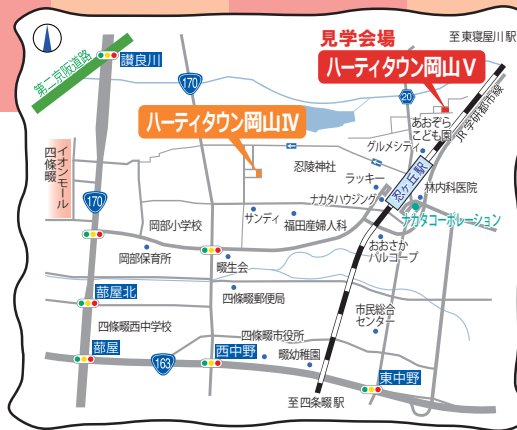 見学会場
ハーティタウン岡山Ⅴ
至東寝屋川駅
讃良川
第二京阪道路
170
20
あおぞら
こども園
JR学研都市線
グルメシティ
ハーティタウン岡山Ⅳ
イオンモール
四條畷
忍陵神社
ラッキー
忍ヶ丘駅
林内科医院
ナカタハウジング
ナカタコーポレーション
170
岡部小学校
サンディ
福田産婦人科
おおさか
パルコープ
岡部保育所
畷生会
蔀屋北
四條畷郵便局
市民総合
センター
四條畷西中学校
四條畷市役所
蔀屋
163
西中野
畷幼稚園
東中野
至四条畷駅